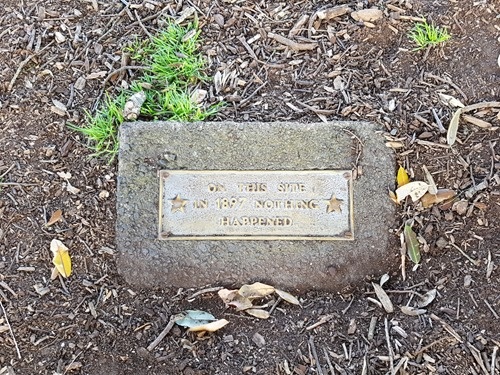 ON THIS SITE
IN 1897 NOTHING
HAPPENED